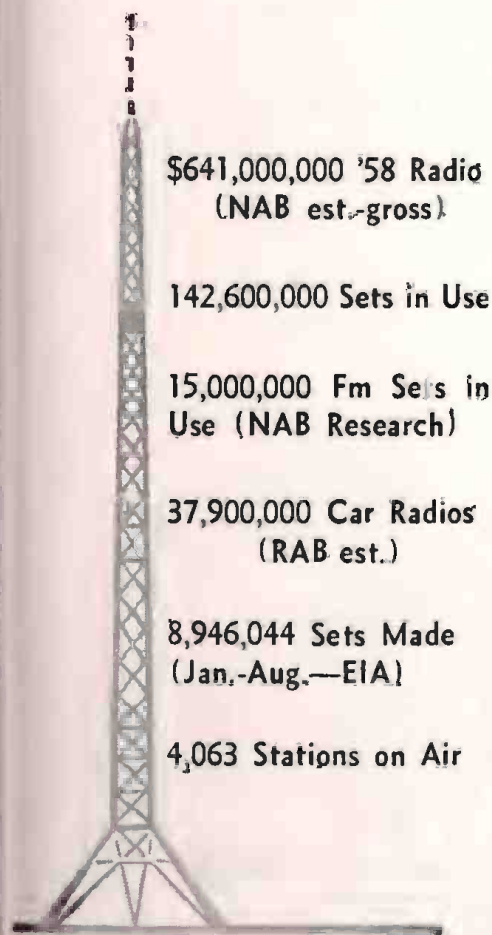 $641,000,000 '58 Radio
(NAB est.-gross)
142,600,000 Sets in Use
15,000,000 Fm Sets in
Use (NAB Research)
37,900,000 Car Radios
(RAB est.)
8,946,044 Sets Made
(Jan.-Aug.—EIA)
4,063 Stations on Air